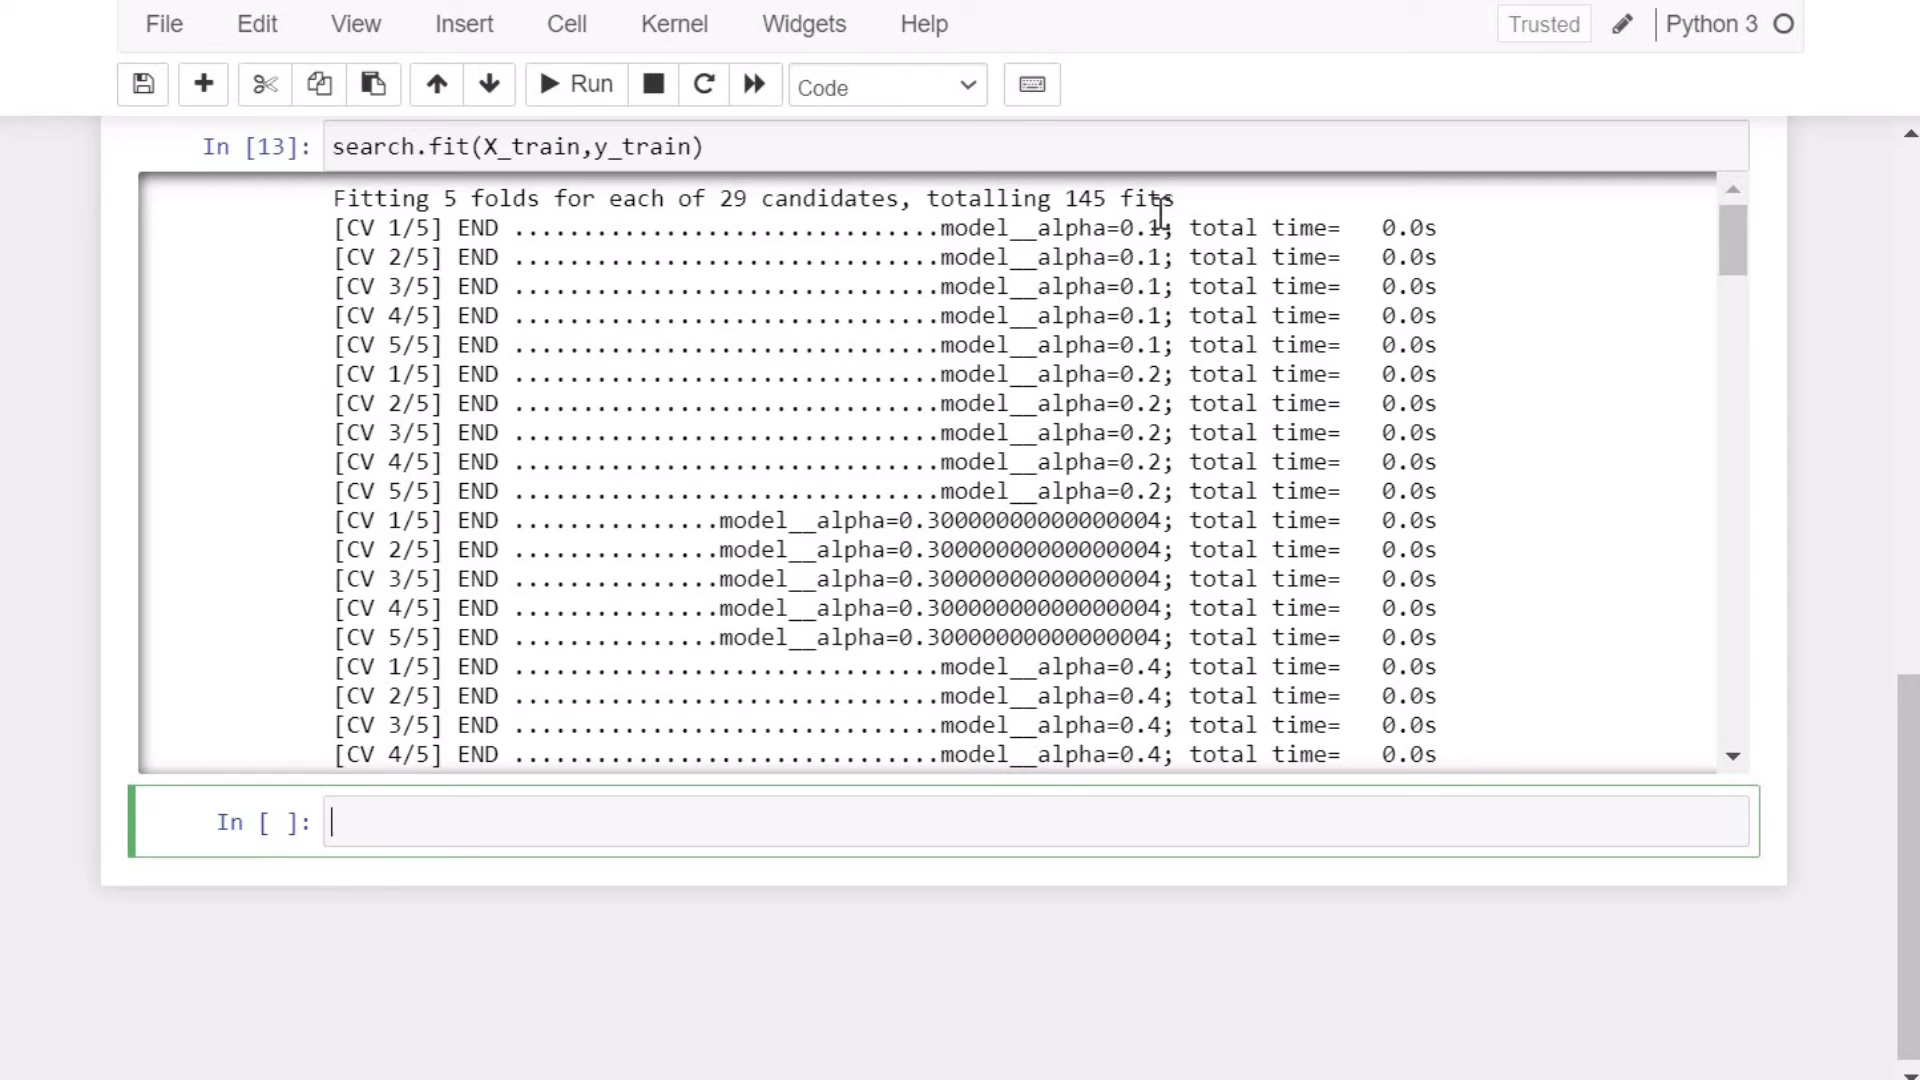 File Edit View Insert Cell Kernel Widgets Help Trusted Python 3
Run Code
In [13]: search.fit(X_train,y_train)
Fitting 5 folds for each of 29 candidates, totalling 145 fits
[CV 1/5] END ...............................model__alpha=0.1; total time=   0.0s
[CV 2/5] END ...............................model__alpha=0.1; total time=   0.0s
[CV 3/5] END ...............................model__alpha=0.1; total time=   0.0s
[CV 4/5] END ...............................model__alpha=0.1; total time=   0.0s
[CV 5/5] END ...............................model__alpha=0.1; total time=   0.0s
[CV 1/5] END ...............................model__alpha=0.2; total time=   0.0s
[CV 2/5] END ...............................model__alpha=0.2; total time=   0.0s
[CV 3/5] END ...............................model__alpha=0.2; total time=   0.0s
[CV 4/5] END ...............................model__alpha=0.2; total time=   0.0s
[CV 5/5] END ...............................model__alpha=0.2; total time=   0.0s
[CV 1/5] END ...............model__alpha=0.30000000000000004; total time=   0.0s
[CV 2/5] END ...............model__alpha=0.30000000000000004; total time=   0.0s
[CV 3/5] END ...............model__alpha=0.30000000000000004; total time=   0.0s
[CV 4/5] END ...............model__alpha=0.30000000000000004; total time=   0.0s
[CV 5/5] END ...............model__alpha=0.30000000000000004; total time=   0.0s
[CV 1/5] END ...............................model__alpha=0.4; total time=   0.0s
[CV 2/5] END ...............................model__alpha=0.4; total time=   0.0s
[CV 3/5] END ...............................model__alpha=0.4; total time=   0.0s
[CV 4/5] END ...............................model__alpha=0.4; total time=   0.0s
In [ ]: